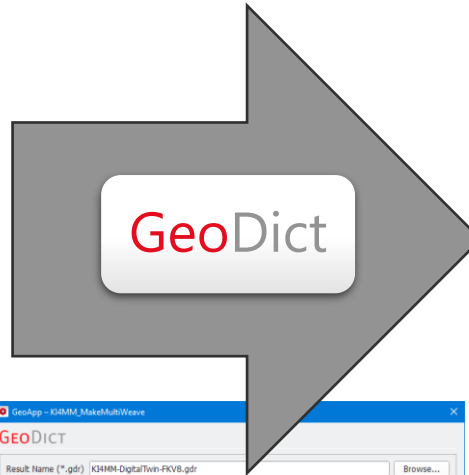 GeoDict
GeoApp – KI4MM_MakeMultiWeave
GEODICT
Result Name (*.gdr) KI4MM-DigitalTwin-FKV8.gdr Browse...